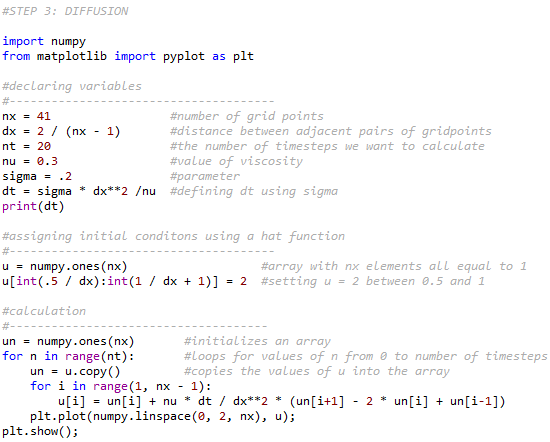 #STEP 3: DIFFUSION
import numpy
from matplotlib import pyplot as plt
#declaring variables
#---------------------------------------
nx = 41                 #number of grid points
dx = 2 / (nx - 1)       #distance between adjacent pairs of gridpoints
nt = 20                 #the number of timesteps we want to calculate
nu = 0.3                #value of viscosity
sigma = .2              #parameter
dt = sigma * dx**2 /nu  #defining dt using sigma
print(dt)
#assigning initial conditons using a hat function
#---------------------------------------
u = numpy.ones(nx)                   #array with nx elements all equal to 1
u[int(.5 / dx):int(1 / dx + 1)] = 2  #setting u = 2 between 0.5 and 1
#calculation
#--------------------------------------
un = numpy.ones(nx)       #initializes an array
for n in range(nt):       #loops for values of n from 0 to number of timesteps
    un = u.copy()         #copies the values of u into the array
    for i in range(1, nx - 1):
        u[i] = un[i] + nu * dt / dx**2 * (un[i+1] - 2 * un[i] + un[i-1])
    plt.plot(numpy.linspace(0, 2, nx), u);
plt.show();